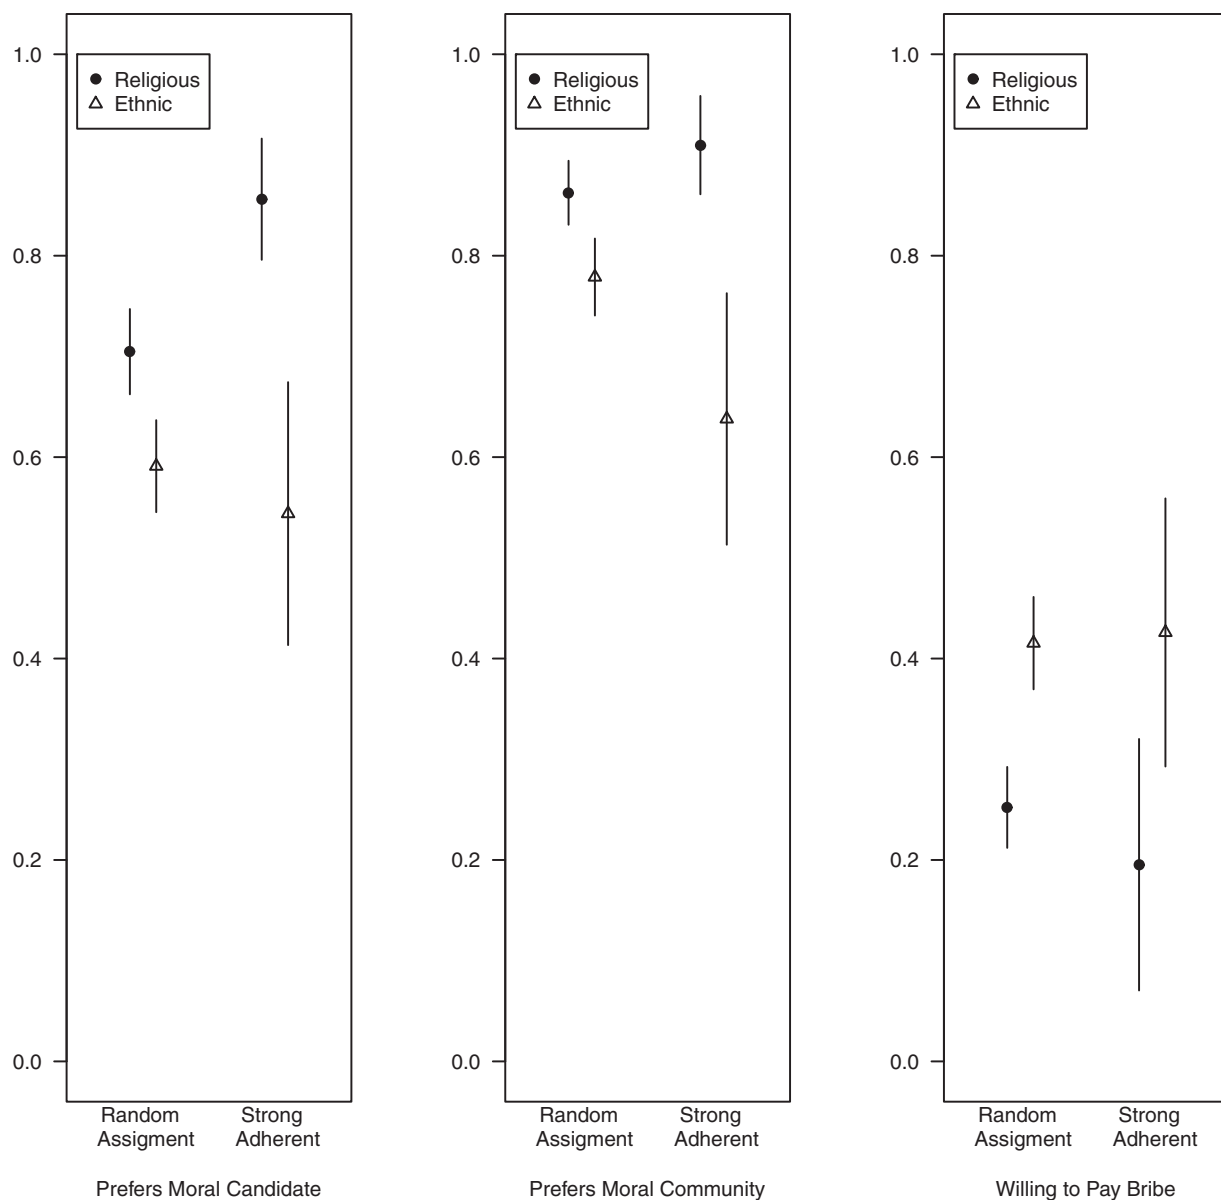 1.0
0.8
0.6
0.4
0.2
0.0
Religious
Ethnic
Random
Assigment
Strong
Adherent
Prefers Moral Candidate
1.0
0.8
0.6
0.4
0.2
0.0
Religious
Ethnic
Random
Assigment
Strong
Adherent
Prefers Moral Community
1.0
0.8
0.6
0.4
0.2
0.0
Religious
Ethnic
Random
Assigment
Strong
Adherent
Willing to Pay Bribe